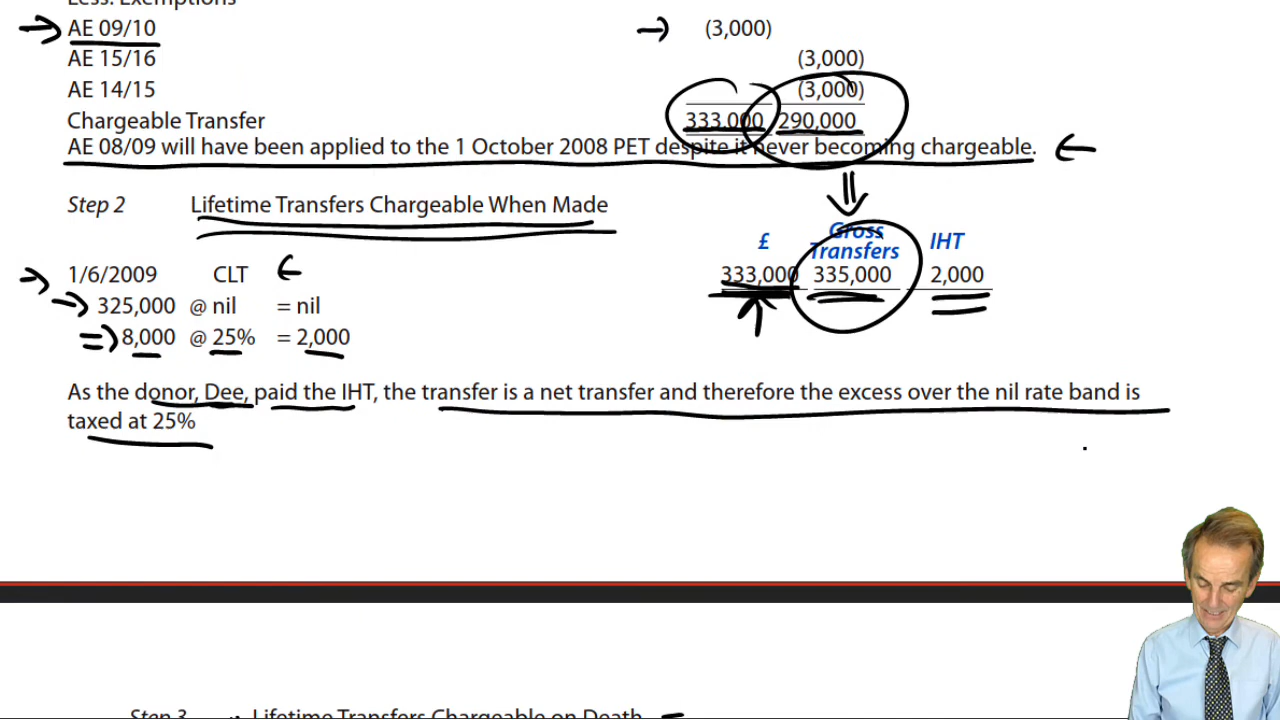 Less: Exemptions
AE 09/10 (3,000)
AE 15/16 (3,000)
AE 14/15 (3,000)
Chargeable Transfer 333,000 290,000
AE 08/09 will have been applied to the 1 October 2008 PET despite it never becoming chargeable.
Step 2 Lifetime Transfers Chargeable When Made
£ Gross Transfers IHT
1/6/2009 CLT 333,000 335,000 2,000
325,000 @ nil = nil
8,000 @ 25% = 2,000
As the donor, Dee, paid the IHT, the transfer is a net transfer and therefore the excess over the nil rate band is
taxed at 25%
Step 3 Lifetime Transfers Chargeable on Death